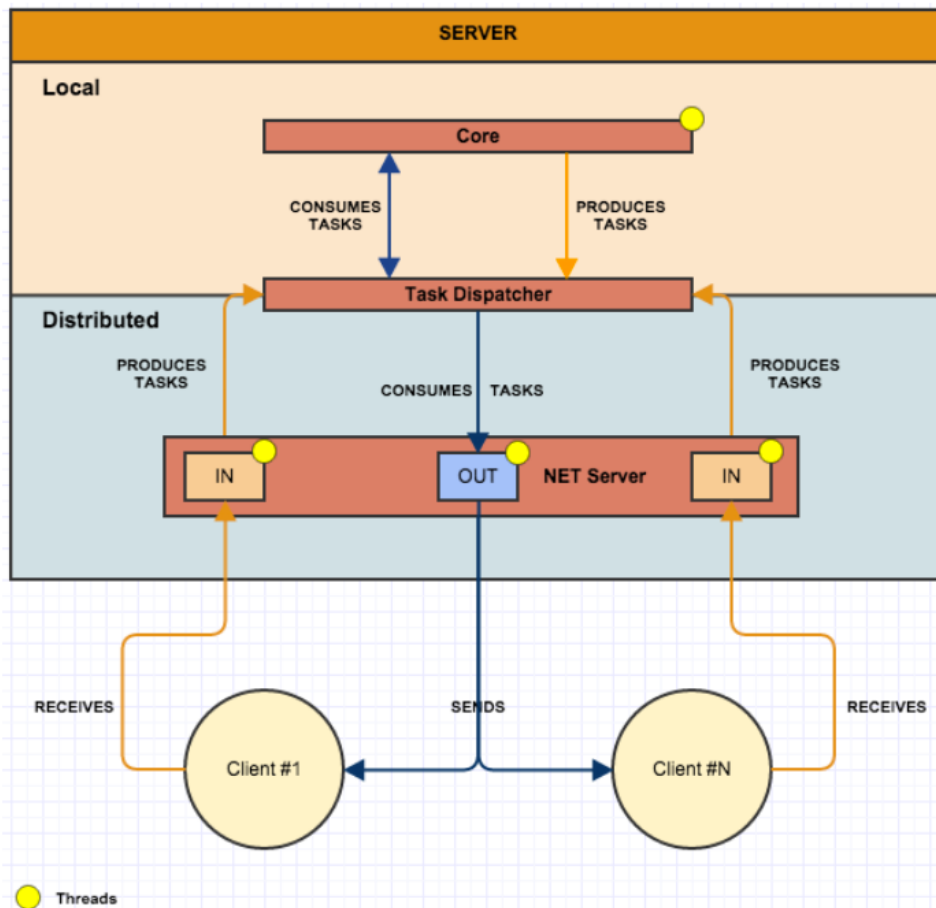 SERVER
Local
Core
CONSUMES
TASKS
PRODUCES
TASKS
Task Dispatcher
Distributed
PRODUCES
TASKS
CONSUMES TASKS
PRODUCES
TASKS
IN
OUT
NET Server
IN
RECEIVES
SENDS
RECEIVES
Client #1
Client #N
Threads